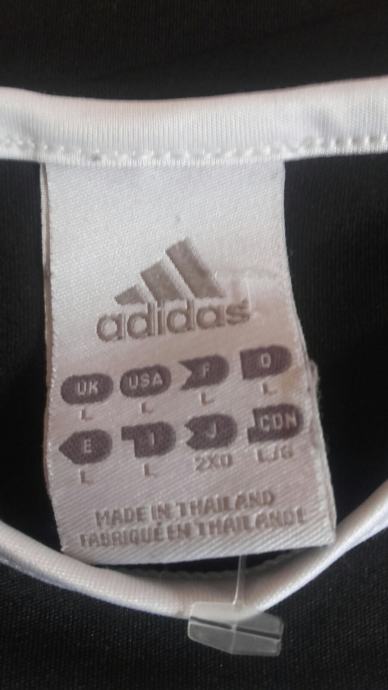 adidas
UK USA F D
L L L L
E I J CDN
L L 2XO L/G
MADE IN THAILAND
FABRIQUÉ EN THAILANDE